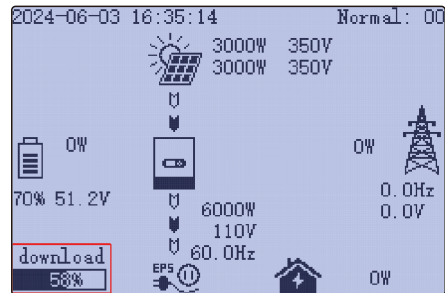 2024-06-03 16:35:14 Normal: 00
3000W 350V
3000W 350V
0W
0W
70% 51.2V
0.0Hz
0.0V
6000W
110V
60.0Hz
download
58%
EPS
0W